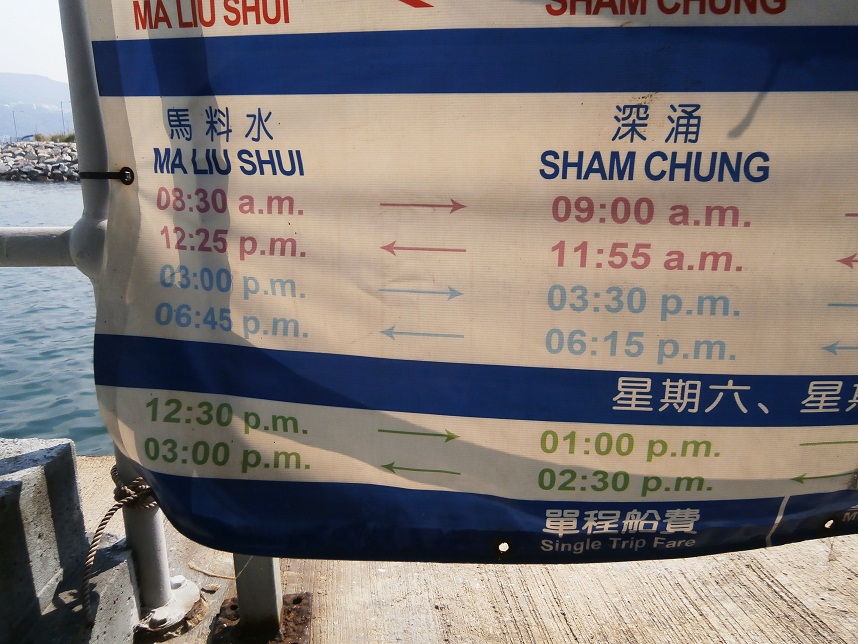 MA LIU SHUI SHAM CHUNG
馬料水 深涌
MA LIU SHUI SHAM CHUNG
08:30 a.m. → 09:00 a.m. →
12:25 p.m. ← 11:55 a.m. ←
03:00 p.m. → 03:30 p.m. →
06:45 p.m. ← 06:15 p.m. ←
星期六、星
12:30 p.m. → 01:00 p.m. →
03:00 p.m. ← 02:30 p.m. ←
單程船費
Single Trip Fare